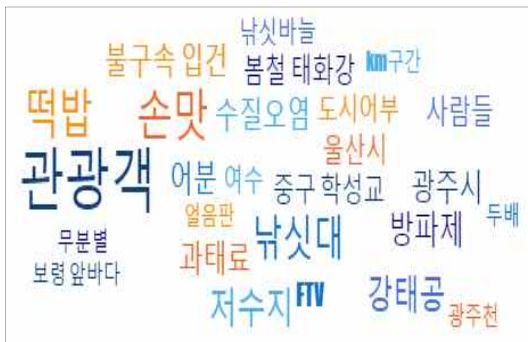 낚싯바늘
불구속 입건
봄철 태화강
km구간
떡밥
손맛
수질오염
도시어부
사람들
울산시
관광객
어분
여수
중구 학성교
광주시
얼음판
두배
무분별
낚싯대
방파제
보령 앞바다
과태료
저수지
FTV
강태공
광주천